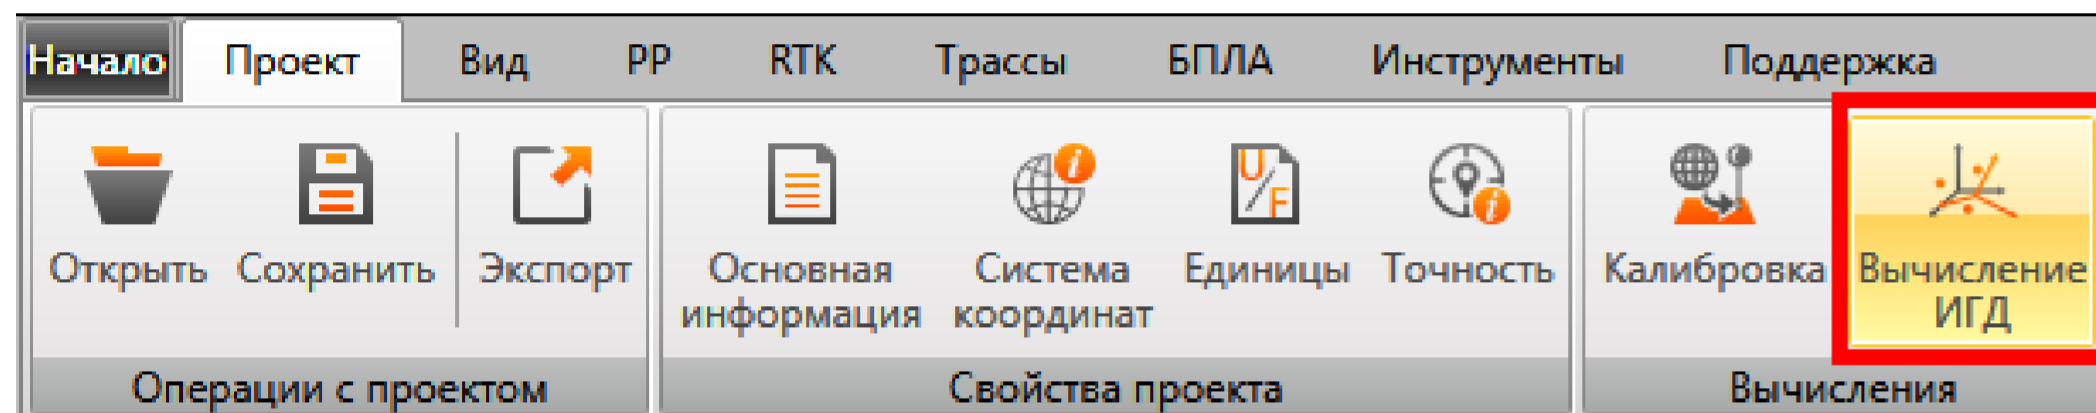 Начало Проект Вид PP RTK Трассы БПЛА Инструменты Поддержка
U/F
Открыть Сохранить Экспорт Основная информация Система координат Единицы Точность Калибровка Вычисление ИГД
Операции с проектом Свойства проекта Вычисления